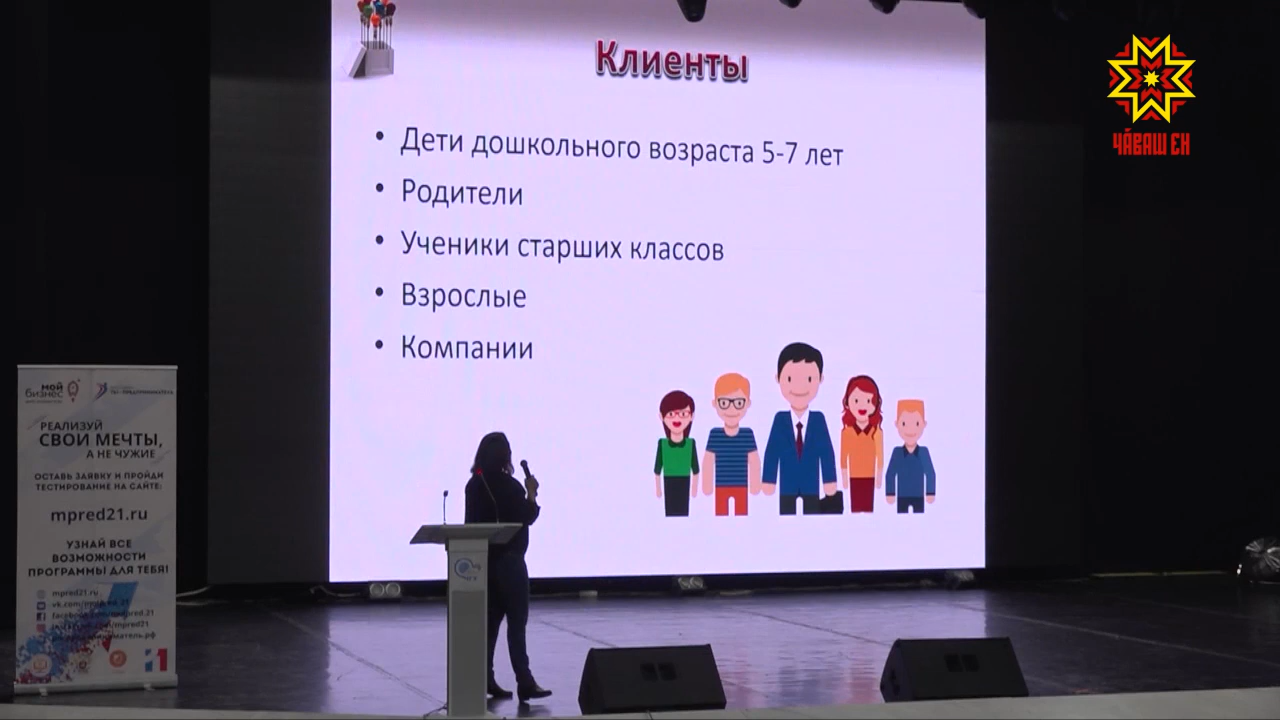 Клиенты
• Дети дошкольного возраста 5-7 лет
• Родители
• Ученики старших классов
• Взрослые
• Компании
ЧӐВАШ ЕН
мой
бизнес
РЕАЛИЗУЙ
СВОИ МЕЧТЫ,
А НЕ ЧУЖИЕ
ОСТАВЬ ЗАЯВКУ И ПРОЙДИ
ТЕСТИРОВАНИЕ НА САЙТЕ:
mpred21.ru
УЗНАЙ ВСЕ
ВОЗМОЖНОСТИ
ПРОГРАММЫ ДЛЯ ТЕБЯ!
mpred21.ru